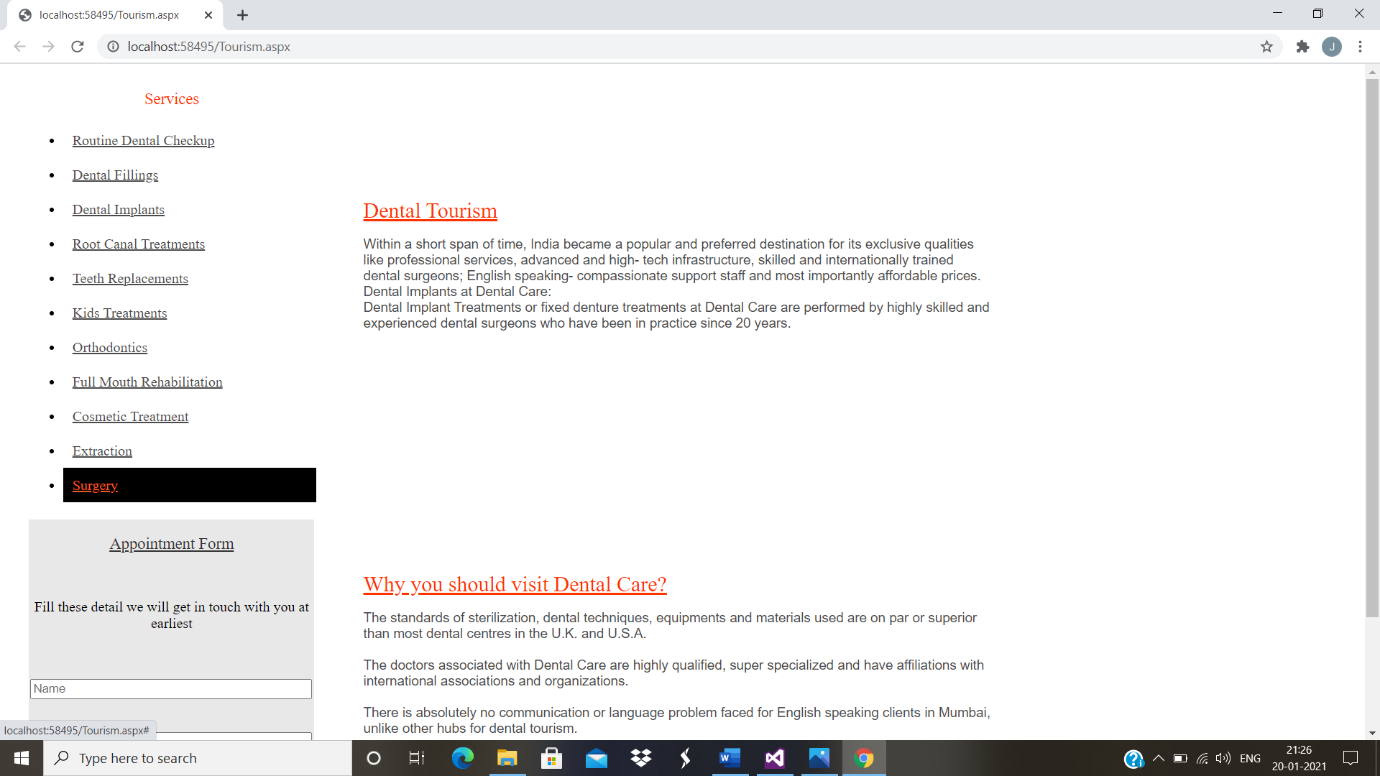 localhost:58495/Tourism.aspx
localhost:58495/Tourism.aspx
J
Services
Routine Dental Checkup
Dental Fillings
Dental Implants
Root Canal Treatments
Teeth Replacements
Kids Treatments
Orthodontics
Full Mouth Rehabilitation
Cosmetic Treatment
Extraction
Surgery
Appointment Form
Fill these detail we will get in touch with you at
earliest
Name
Dental Tourism
Within a short span of time, India became a popular and preferred destination for its exclusive qualities
like professional services, advanced and high- tech infrastructure, skilled and internationally trained
dental surgeons; English speaking- compassionate support staff and most importantly affordable prices.
Dental Implants at Dental Care:
Dental Implant Treatments or fixed denture treatments at Dental Care are performed by highly skilled and
experienced dental surgeons who have been in practice since 20 years.
Why you should visit Dental Care?
The standards of sterilization, dental techniques, equipments and materials used are on par or superior
than most dental centres in the U.K. and U.S.A.
The doctors associated with Dental Care are highly qualified, super specialized and have affiliations with
international associations and organizations.
There is absolutely no communication or language problem faced for English speaking clients in Mumbai,
unlike other hubs for dental tourism.
localhost:58495/Tourism.aspx#
Type here to search
ENG
21:26
20-01-2021